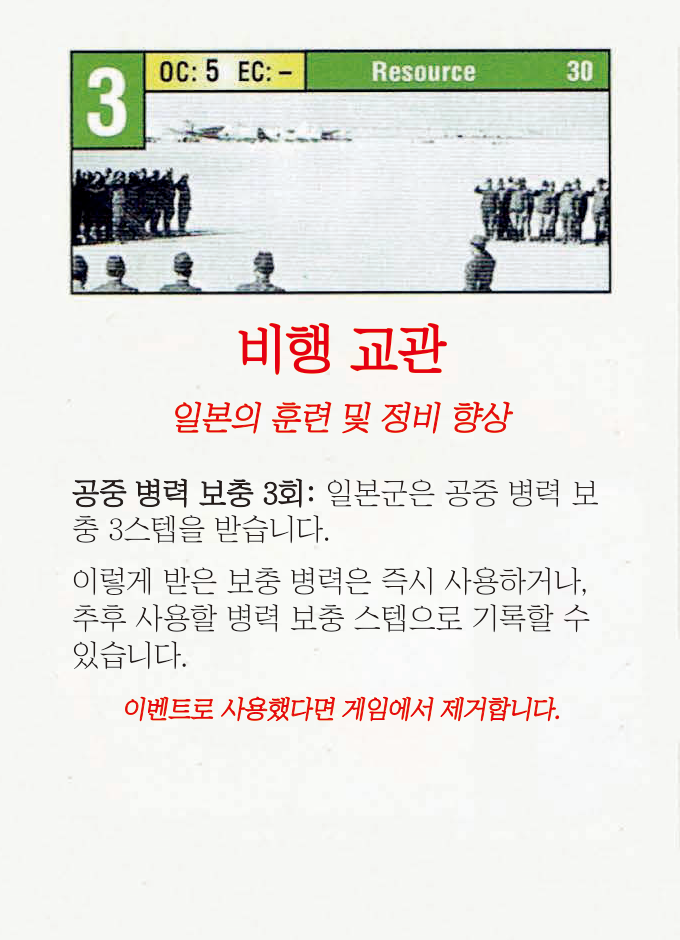 3
OC: 5 EC: – Resource 30
비행 교관
일본의 훈련 및 정비 향상
공중 병력 보충 3회: 일본군은 공중 병력 보
충 3스텝을 받습니다.
이렇게 받은 보충 병력은 즉시 사용하거나,
추후 사용할 병력 보충 스텝으로 기록할 수
있습니다.
이벤트로 사용했다면 게임에서 제거합니다.